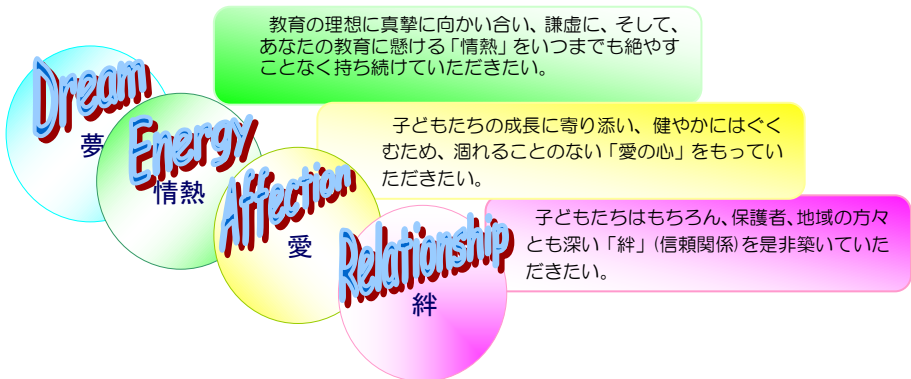 教育の理想に真摯に向かい合い、謙虚に、そして、
あなたの教育に懸ける「情熱」をいつまでも絶やす
ことなく持ち続けていただきたい。
Dream
夢
子どもたちの成長に寄り添い、健やかにはぐく
むため、涸れることのない「愛の心」をもってい
ただきたい。
Energy
情熱
Affection
愛
子どもたちはもちろん、保護者、地域の方々
とも深い「絆」(信頼関係)を是非築いていた
だきたい。
Relationship
絆